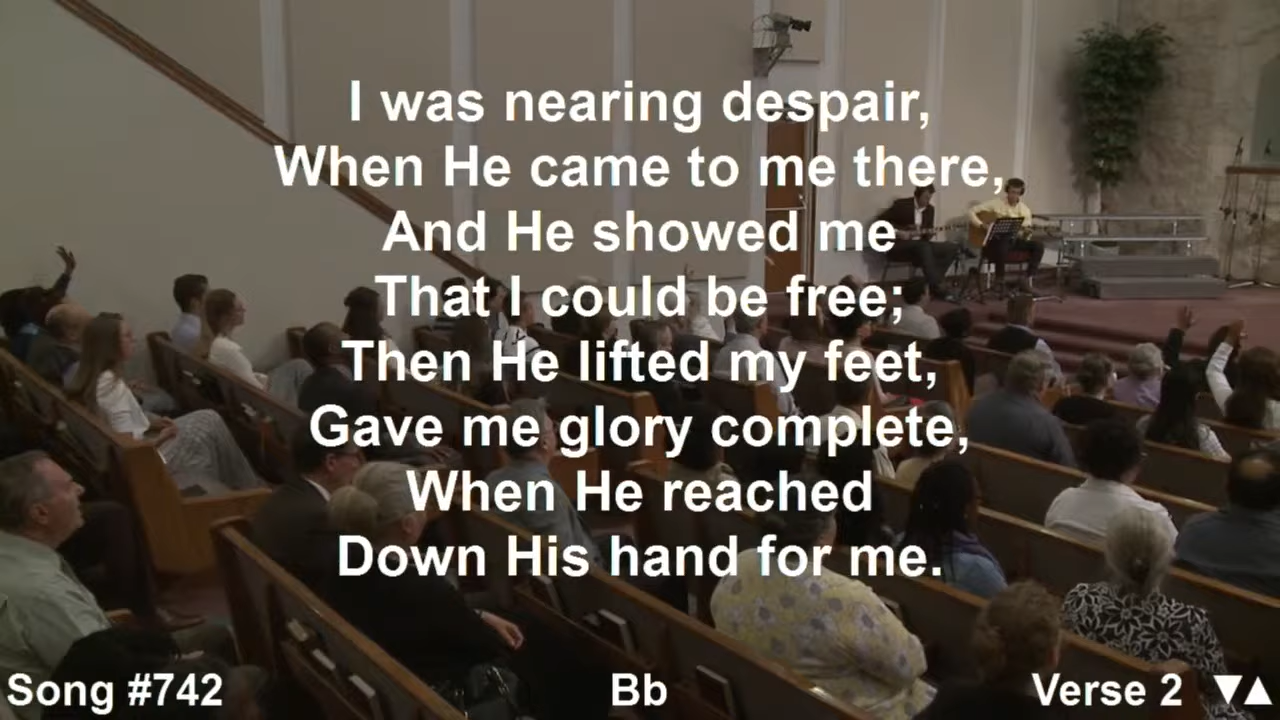 I was nearing despair,
When He came to me there,
And He showed me
That I could be free;
Then He lifted my feet,
Gave me glory complete,
When He reached
Down His hand for me.
Song #742
Bb
Verse 2 ▼▲